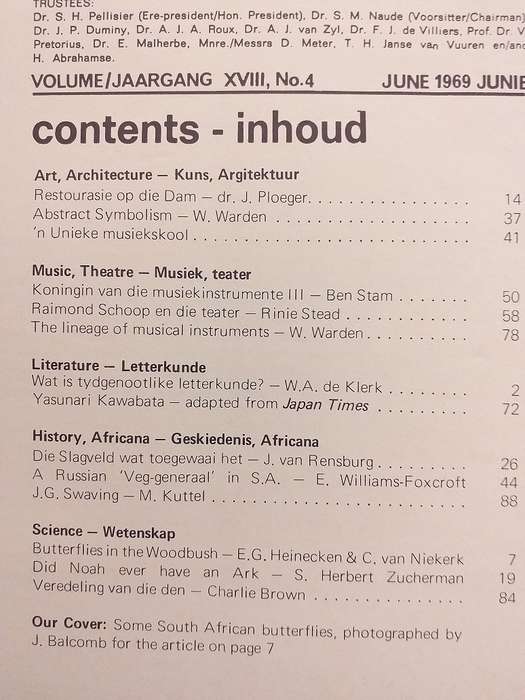 TRUSTEES:
Dr. S. H. Pellisier (Ere-president/Hon. President), Dr. S. M. Naude (Voorsitter/Chairman)
Dr. J. P. Duminy, Dr. A. J. A. Roux, Dr. A. J. van Zyl, Dr. F. J. de Villiers, Prof. Dr. V
Pretorius, Dr. E. Malherbe, Mnre./Messrs D. Meter, T. H. Janse van Vuuren en/and
H. Abrahamse.
VOLUME/JAARGANG XVIII, No.4 JUNE 1969 JUNIE
contents - inhoud
Art, Architecture – Kuns, Argitektuur
Restourasie op die Dam – dr. J. Ploeger. . . . . . . . . . . . . . . . 14
Abstract Symbolism – W. Warden . . . . . . . . . . . . . . . . . . . 37
'n Unieke musiekskool . . . . . . . . . . . . . . . . . . . . . . . . . . . 41
Music, Theatre – Musiek, teater
Koningin van die musiekinstrumente III – Ben Stam . . . . . . . 50
Raimond Schoop en die teater – Rinie Stead . . . . . . . . . . . . 58
The lineage of musical instruments – W. Warden . . . . . . . . . . 78
Literature – Letterkunde
Wat is tydgenootlike letterkunde? – W.A. de Klerk . . . . . . . . 2
Yasunari Kawabata – adapted from Japan Times . . . . . . . . . 72
History, Africana – Geskiedenis, Africana
Die Slagveld wat toegewaai het – J. van Rensburg . . . . . . . . . 26
A Russian 'Veg-generaal' in S.A. – E. Williams-Foxcroft 44
J.G. Swaving – M. Kuttel . . . . . . . . . . . . . . . . . . . . . . . . . 88
Science – Wetenskap
Butterflies in the Woodbush – E.G. Heinecken & C. van Niekerk 7
Did Noah ever have an Ark – S. Herbert Zucherman 19
Veredeling van die den – Charlie Brown . . . . . . . . . . . . . . . 84
Our Cover: Some South African butterflies, photographed by
J. Balcomb for the article on page 7